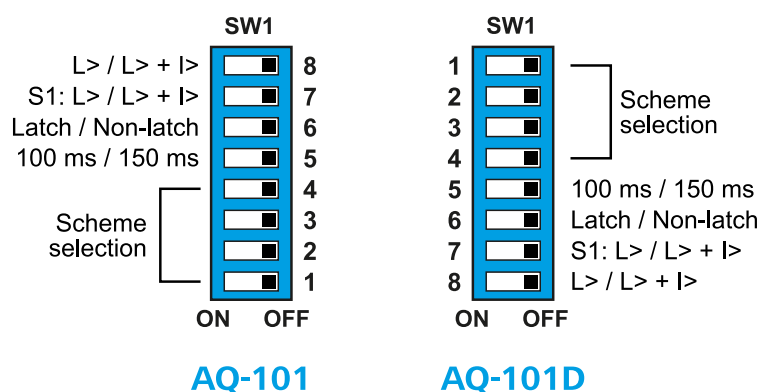 SW1
L> / L> + I> 8
S1: L> / L> + I> 7
Latch / Non-latch 6
100 ms / 150 ms 5
4
3
2
1
Scheme
selection
ON OFF
AQ-101
SW1
1
2
3
4
Scheme
selection
5 100 ms / 150 ms
6 Latch / Non-latch
7 S1: L> / L> + I>
8 L> / L> + I>
ON OFF
AQ-101D